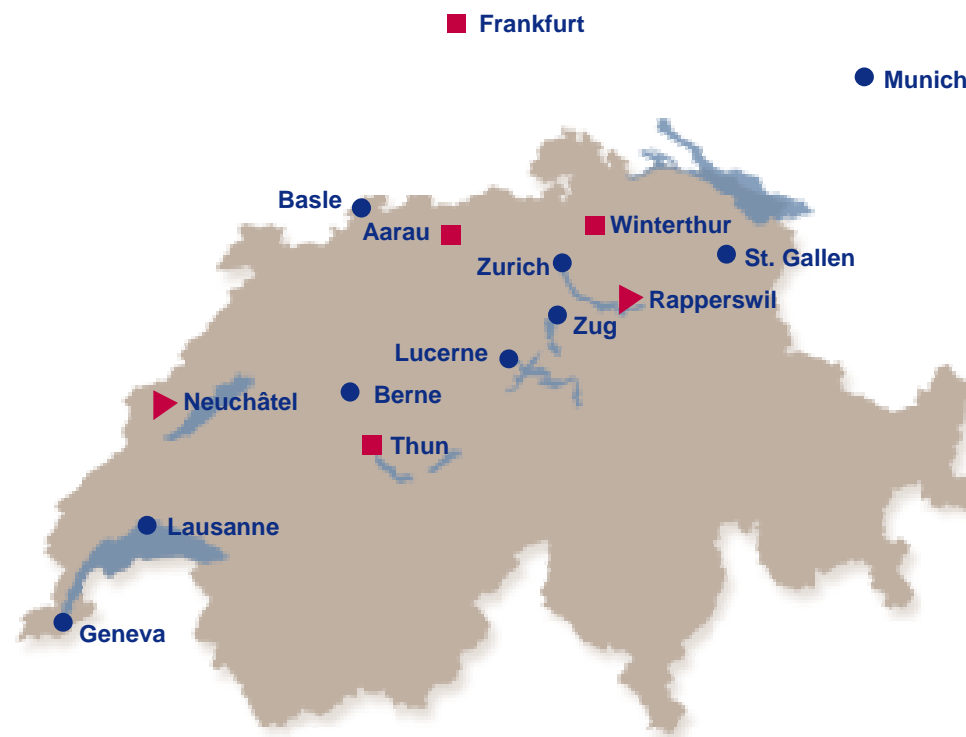 Frankfurt
Munich
Basle
Aarau
Winterthur
Zurich
St. Gallen
Rapperswil
Zug
Lucerne
Berne
Neuchâtel
Thun
Lausanne
Geneva